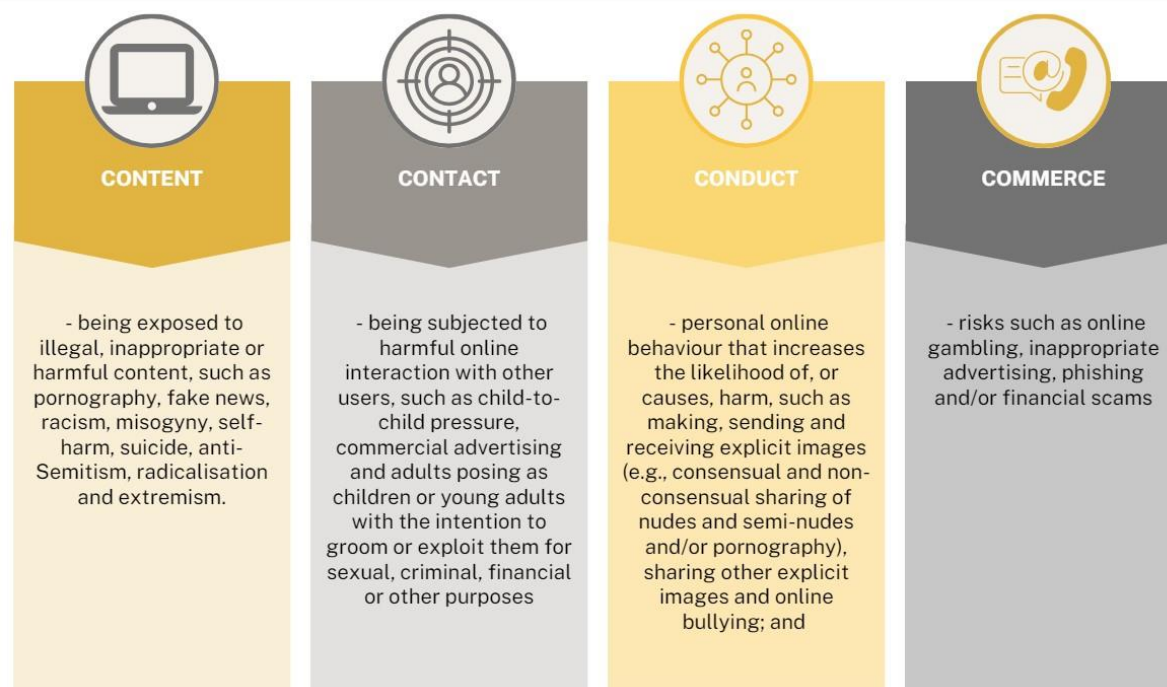 CONTENT
- being exposed to
illegal, inappropriate or
harmful content, such as
pornography, fake news,
racism, misogyny, self-
harm, suicide, anti-
Semitism, radicalisation
and extremism.
CONTACT
- being subjected to
harmful online
interaction with other
users, such as child-to-
child pressure,
commercial advertising
and adults posing as
children or young adults
with the intention to
groom or exploit them for
sexual, criminal, financial
or other purposes
CONDUCT
- personal online
behaviour that increases
the likelihood of, or
causes, harm, such as
making, sending and
receiving explicit images
(e.g., consensual and non-
consensual sharing of
nudes and semi-nudes
and/or pornography),
sharing other explicit
images and online
bullying; and
COMMERCE
- risks such as online
gambling, inappropriate
advertising, phishing
and/or financial scams